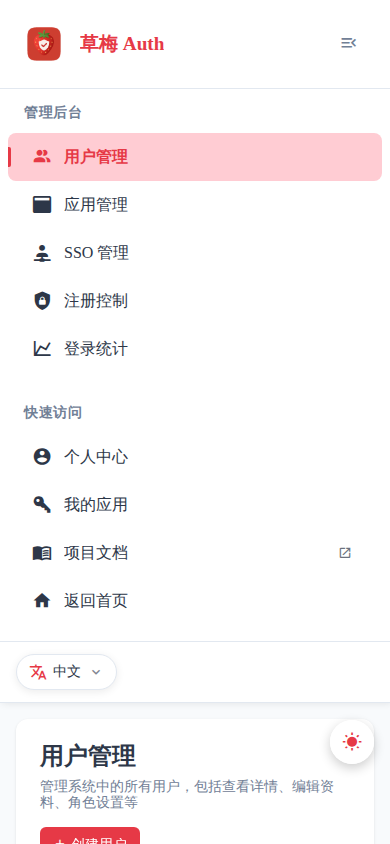 草梅 Auth
管理后台
用户管理
应用管理
SSO 管理
注册控制
登录统计
快速访问
个人中心
我的应用
项目文档
返回首页
中文
用户管理
管理系统中的所有用户，包括查看详情、编辑资
料、角色设置等
创建用户